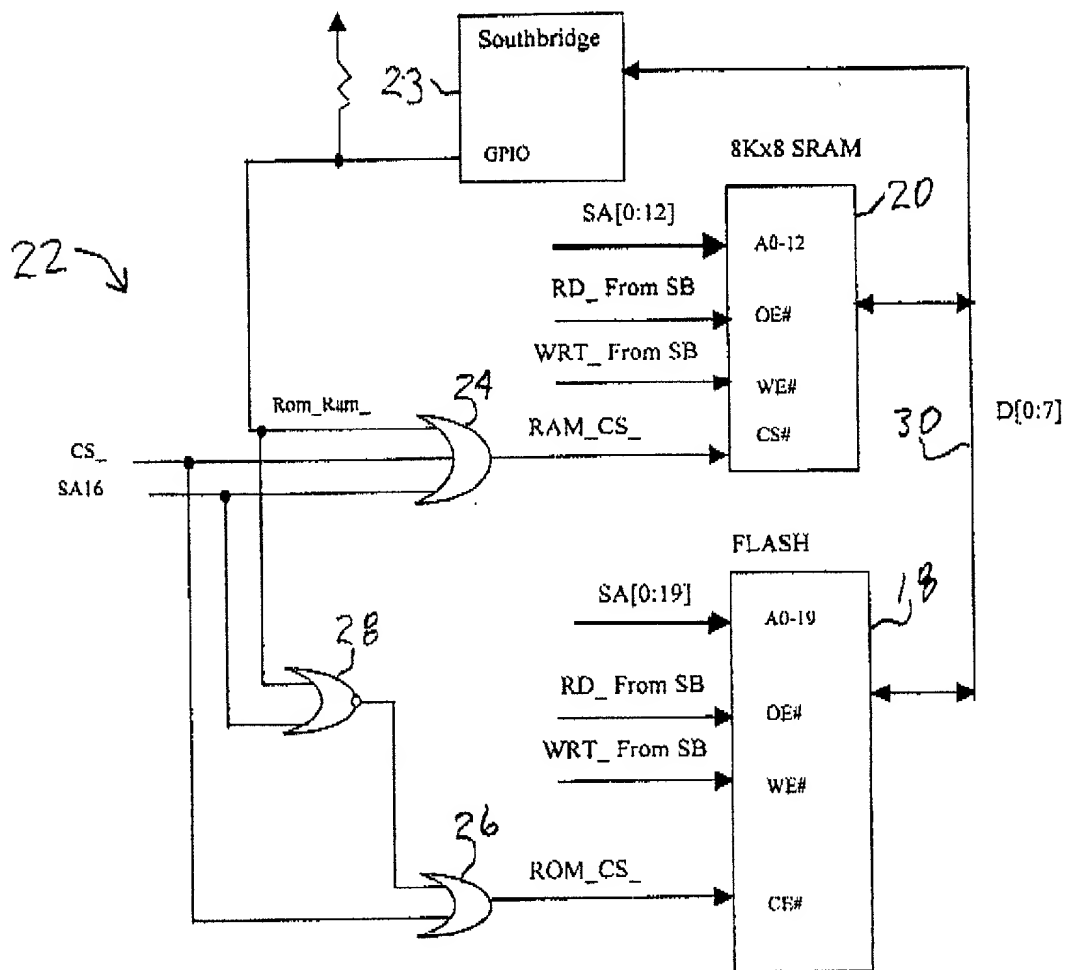 Southbridge
23
GPIO
8Kx8 SRAM
20
SA[0:12]
A0-12
22
RD_ From SB
OE#
WRT_ From SB
WE#
24
Rom_Ram_
RAM_CS_
CS#
D[0:7]
30
CS_
SA16
FLASH
SA[0:19]
A0-19
18
28
RD_ From SB
OE#
WRT_ From SB
WE#
26
ROM_CS_
CE#